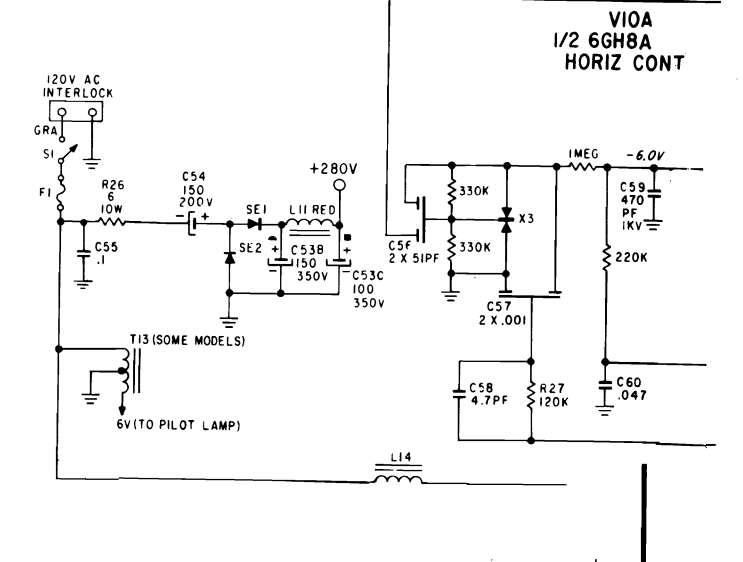 V10A
1/2 6GH8A
HORIZ CONT
120V AC
INTERLOCK
GRA
S1
F1
R26
6
10W
C54
150
200V
- +
+280V
SE1
L11 RED
SE2
C55
.1
+
C53B
150
350V
-
+
C53C
100
350V
-
T13 (SOME MODELS)
6V (TO PILOT LAMP)
L14
1MEG
-6.0V
330K
X3
330K
C56
2 X 51PF
C57
2 X .001
C59
470
PF
1KV
220K
C58
4.7PF
R27
120K
C60
.047